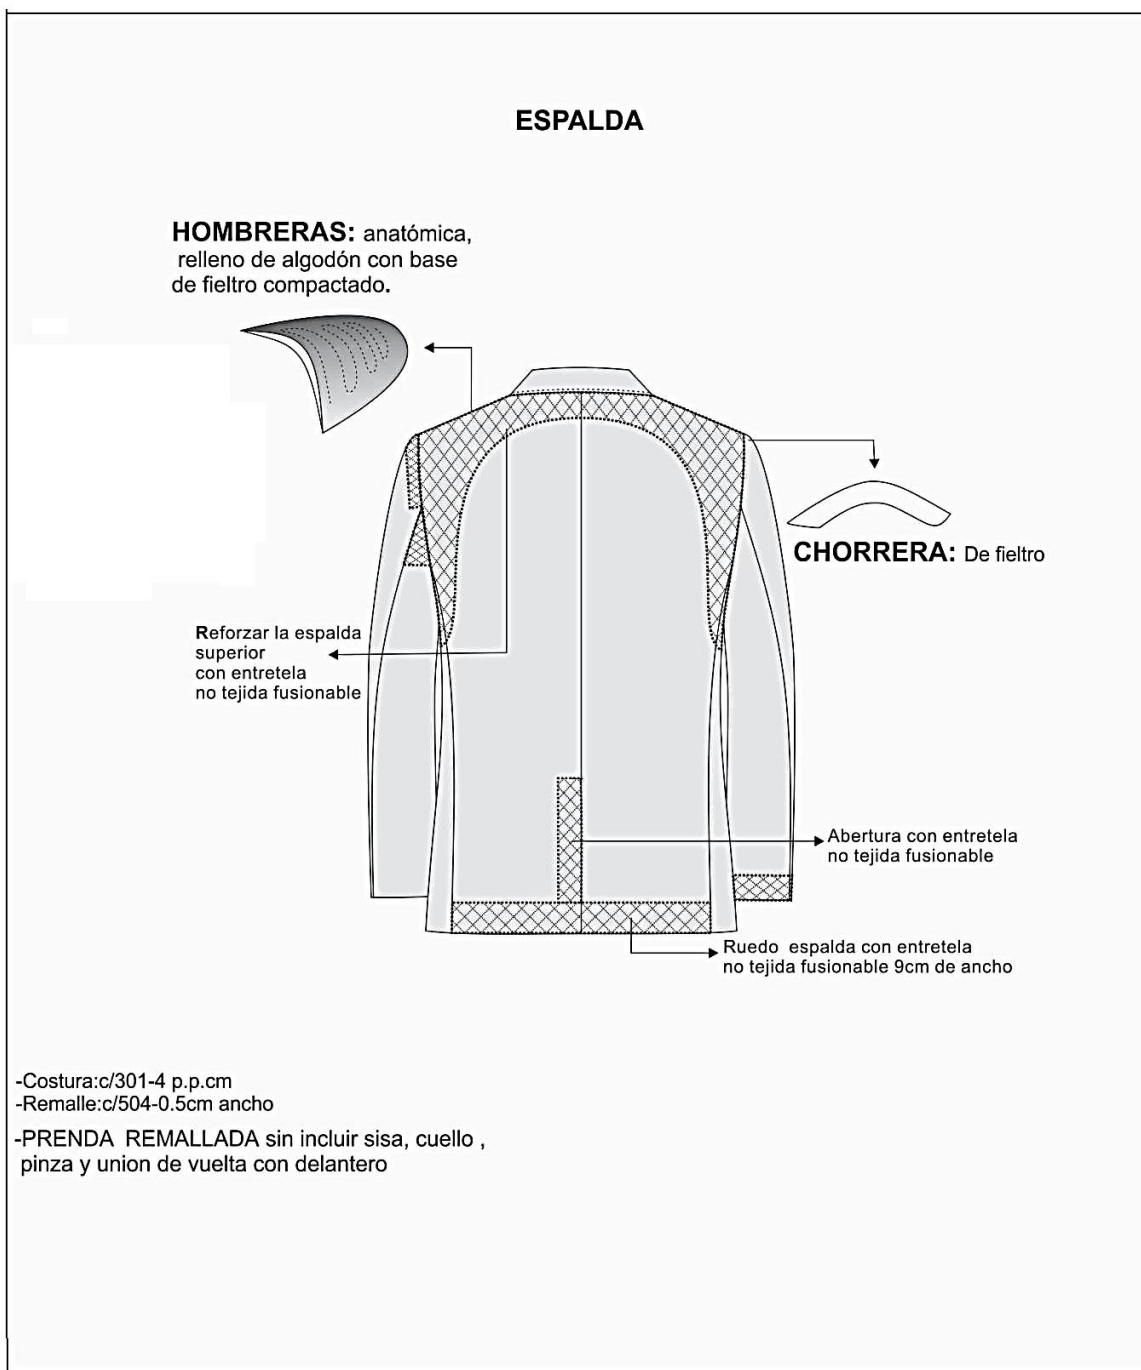 ESPALDA
HOMBRERAS: anatómica,
relleno de algodón con base
de fieltro compactado.
CHORRERA: De fieltro
Reforzar la espalda
superior
con entretela
no tejida fusionable
Abertura con entretela
no tejida fusionable
Ruedo espalda con entretela
no tejida fusionable 9cm de ancho
-Costura:c/301-4 p.p.cm
-Remalle:c/504-0.5cm ancho
-PRENDA REMALLADA sin incluir sisa, cuello ,
pinza y union de vuelta con delantero